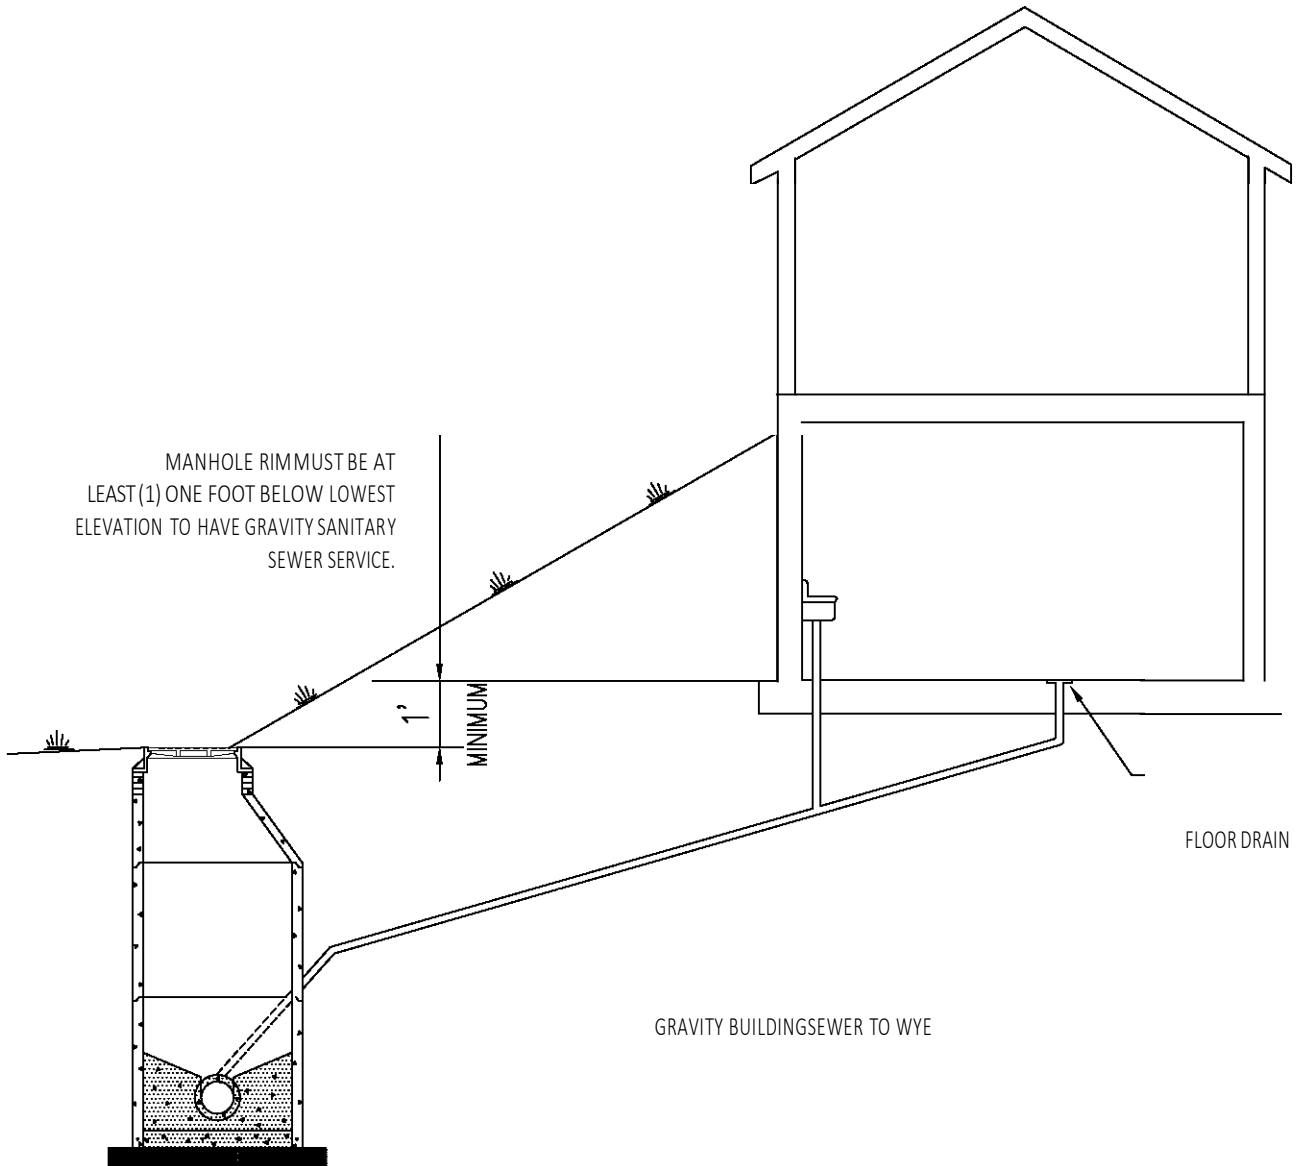 MANHOLE RIMMUST BE AT
LEAST (1) ONE FOOT BELOW LOWEST
ELEVATION TO HAVE GRAVITY SANITARY
SEWER SERVICE.
1'
MINIMUM
FLOOR DRAIN
GRAVITY BUILDINGSEWER TO WYE